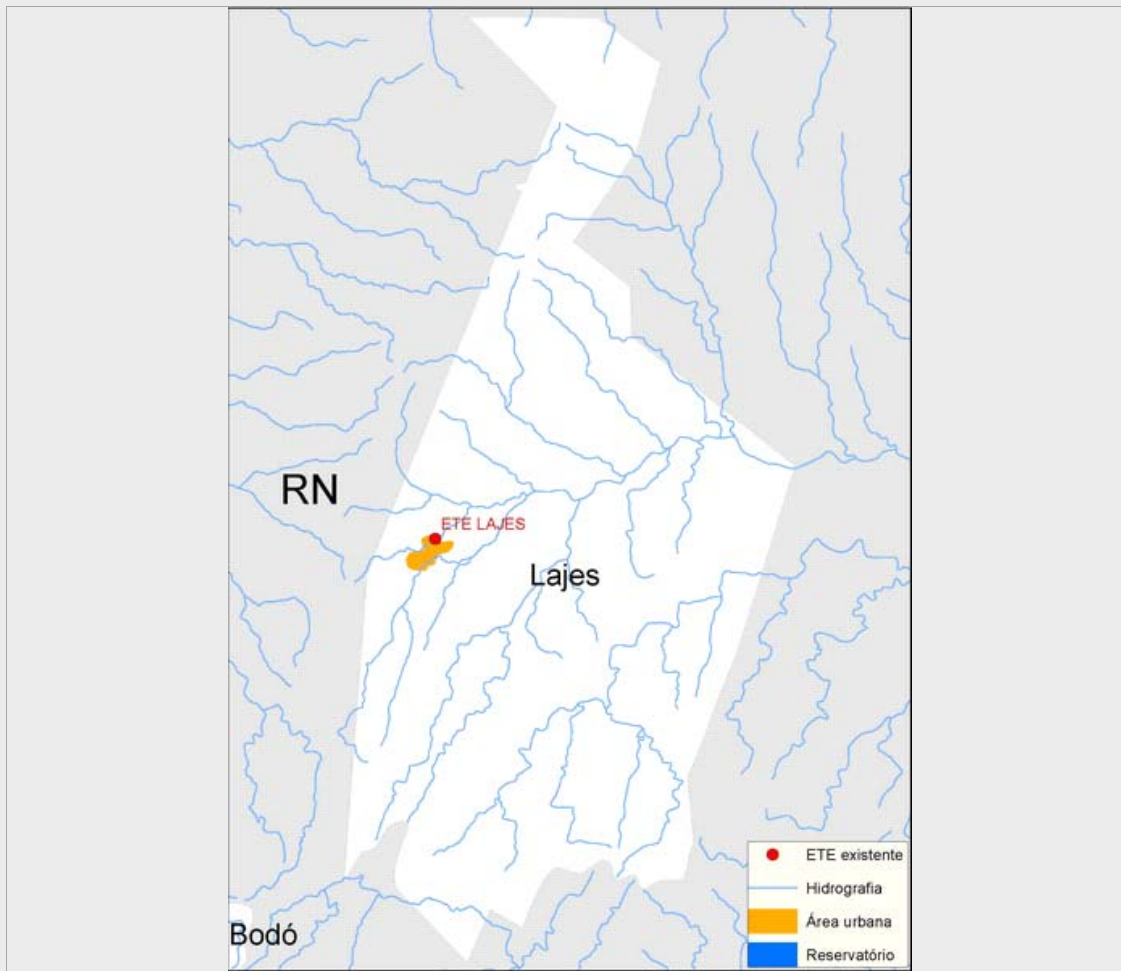 RN
ETE LAJES
Lajes
Bodó
ETE existente
Hidrografia
Área urbana
Reservatório